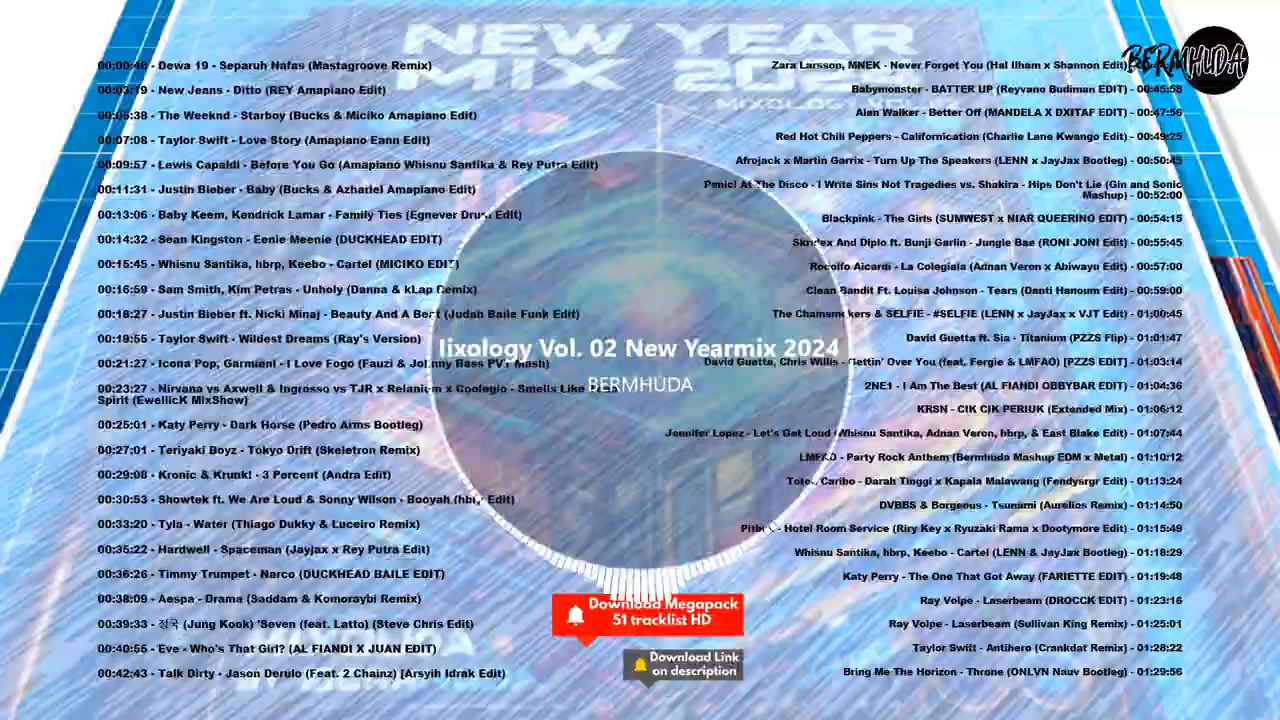 NEW YEAR
00:00:46 - Dewa 19 - Separuh Nafas (Mastagroove Remix)
00:03:19 - New Jeans - Ditto (REY Amapiano Edit)
00:05:38 - The Weeknd - Starboy (Bucks & Miciko Amapiano Edit)
00:07:08 - Taylor Swift - Love Story (Amapiano Eann Edit)
00:09:57 - Lewis Capaldi - Before You Go (Amapiano Whisnu Santika & Rey Putra Edit)
00:11:31 - Justin Bieber - Baby (Bucks & Azhariel Amapiano Edit)
00:13:06 - Baby Keem, Kendrick Lamar - Family Ties (Egnever Drum Edit)
00:14:32 - Sean Kingston - Eenie Meenie (DUCKHEAD EDIT)
00:15:45 - Whisnu Santika, hbrp, Keebo - Cartel (MICIKO EDIT)
00:16:59 - Sam Smith, Kim Petras - Unholy (Danna & kLap Remix)
00:18:27 - Justin Bieber ft. Nicki Minaj - Beauty And A Beat (Judah Baile Funk Edit)
00:19:55 - Taylor Swift - Wildest Dreams (Ray's Version)
00:21:27 - Icona Pop, Garmiani - I Love Fogo (Fauzi & Johnny Bass PVT Mash)
00:23:27 - Nirvana vs Axwell & Ingrosso vs TJR x Relanium x Coolegio - Smells Like
Spirit (EwellicK MixShow)
00:25:01 - Katy Perry - Dark Horse (Pedro Arms Bootleg)
00:27:01 - Teriyaki Boyz - Tokyo Drift (Skeletron Remix)
00:29:08 - Kronic & Krunk! - 3 Percent (Andra Edit)
00:30:53 - Showtek ft. We Are Loud & Sonny Wilson - Booyah (hbrp Edit)
00:33:20 - Tyla - Water (Thiago Dukky & Luceiro Remix)
00:35:22 - Hardwell - Spaceman (Jayjax x Rey Putra Edit)
00:36:26 - Timmy Trumpet - Narco (DUCKHEAD BAILE EDIT)
00:38:09 - Aespa - Drama (Saddam & Komoraybi Remix)
00:39:33 - 정국 (Jung Kook) 'Seven (feat. Latto) (Steve Chris Edit)
00:40:55 - Eve - Who's That Girl? (AL FIANDI X JUAN EDIT)
00:42:43 - Talk Dirty - Jason Derulo (Feat. 2 Chainz) [Arsyih Idrak Edit)
BERMHUDA
Zara Larsson, MNEK - Never Forget You (Hal Ilham x Shannon Edit)
Babymonster - BATTER UP (Reyvano Budiman EDIT) - 00:45:58
Alan Walker - Better Off (MANDELA X DXITAF EDIT) - 00:47:56
Red Hot Chili Peppers - Californication (Charlie Lane Kwango Edit) - 00:49:25
Afrojack x Martin Garrix - Turn Up The Speakers (LENN x JayJax Bootleg) - 00:50:45
Panic! At The Disco - I Write Sins Not Tragedies vs. Shakira - Hips Don't Lie (Gin and Sonic
Mashup) - 00:52:00
Blackpink - The Girls (SUMWEST x NIAR QUEERINO EDIT) - 00:54:15
Skrillex And Diplo ft. Bunji Garlin - Jungle Bae (RONI JONI Edit) - 00:55:45
Rodolfo Aicardi - La Colegiala (Adnan Veron x Abiwayu Edit) - 00:57:00
Clean Bandit Ft. Louisa Johnson - Tears (Danti Hanoum Edit) - 00:59:00
The Chainsmokers & SELFIE - #SELFIE (LENN x JayJax x VJT Edit) - 01:00:45
David Guetta ft. Sia - Titanium (PZZS Flip) - 01:01:47
David Guetta, Chris Willis - Gettin' Over You (feat. Fergie & LMFAO) [PZZS EDIT] - 01:03:14
2NE1 - I Am The Best (AL FIANDI OBBYBAR EDIT) - 01:04:36
KRSN - CIK CIK PERIUK (Extended Mix) - 01:06:12
Jennifer Lopez - Let's Get Loud (Whisnu Santika, Adnan Veron, hbrp, & East Blake Edit) - 01:07:44
LMFAO - Party Rock Anthem (Bermhuda Mashup EDM x Metal) - 01:10:12
Toton Caribo - Darah Tinggi x Kapala Malawang (Fendysrgr Edit) - 01:13:24
DVBBS & Borgeous - Tsunami (Aurelios Remix) - 01:14:50
Pitbull - Hotel Room Service (Riry Key x Ryuzaki Rama x Dootymore Edit) - 01:15:49
Whisnu Santika, hbrp, Keebo - Cartel (LENN & JayJax Bootleg) - 01:18:29
Katy Perry - The One That Got Away (FARIETTE EDIT) - 01:19:48
Ray Volpe - Laserbeam (DROCCK EDIT) - 01:23:16
Ray Volpe - Laserbeam (Sullivan King Remix) - 01:25:01
Taylor Swift - Antihero (Crankdat Remix) - 01:28:22
Bring Me The Horizon - Throne (ONLVN Nauv Bootleg) - 01:29:56
lixology Vol. 02 New Yearmix 2024
BERMHUDA
Download Megapack
51 tracklist HD
Download Link
on description